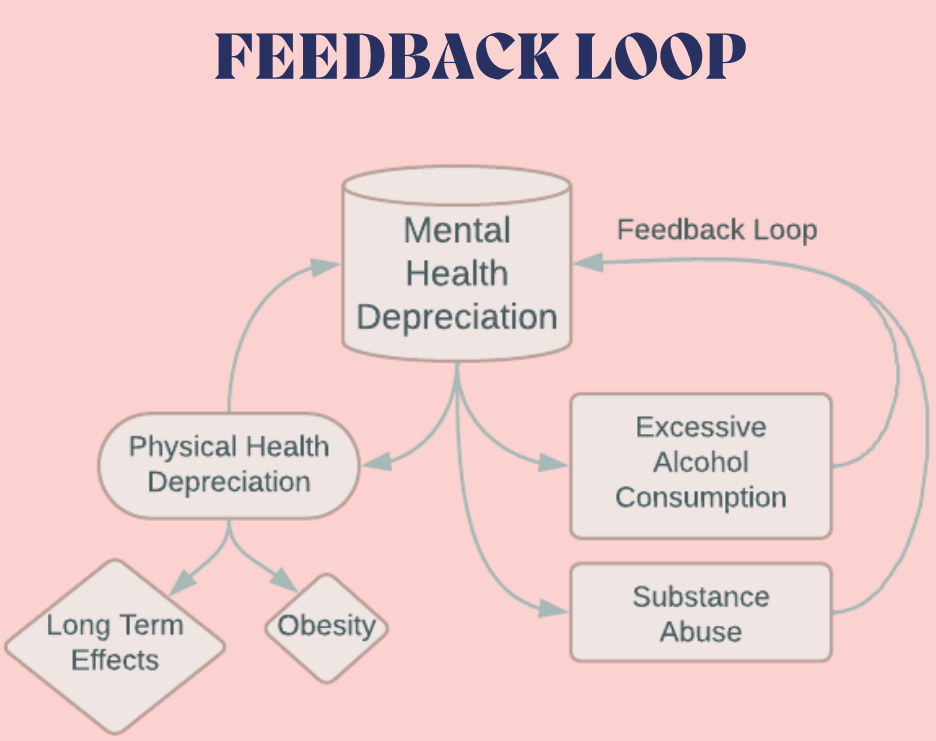 FEEDBACK LOOP
Mental
Health
Depreciation
Feedback Loop
Physical Health
Depreciation
Excessive
Alcohol
Consumption
Substance
Abuse
Long Term
Effects
Obesity